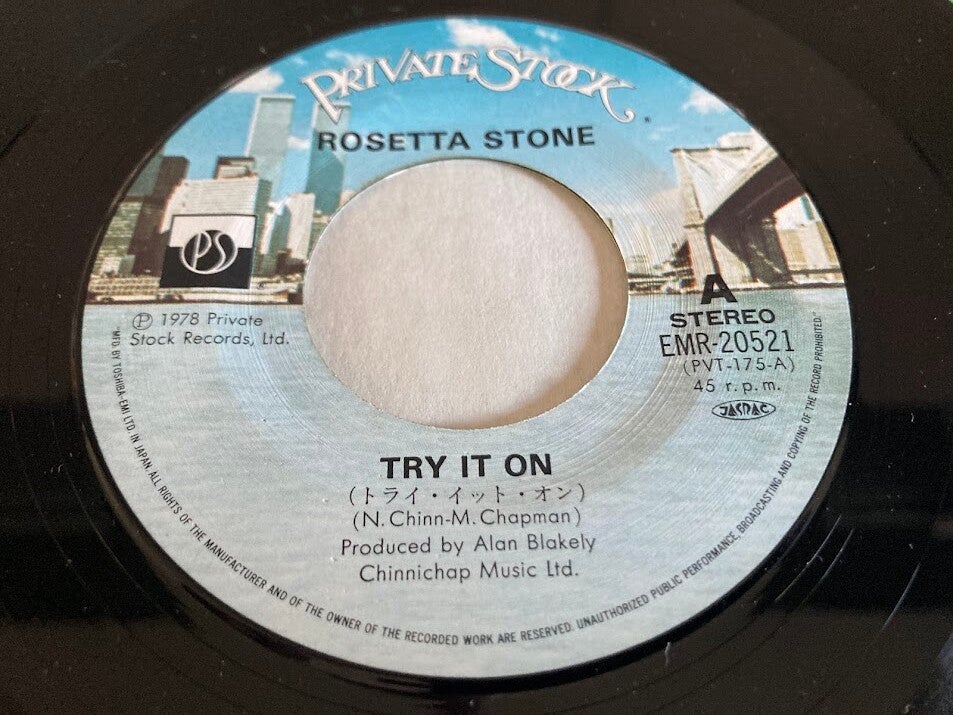 PRIVATE STOCK
ROSETTA STONE
PS
Ⓟ 1978 Private
Stock Records, Ltd.
A
STEREO
EMR-20521
(PVT-175-A)
45 r.p.m.
JASRAC
TRY IT ON
(トライ・イット・オン)
(N. Chinn-M. Chapman)
Produced by Alan Blakely
Chinnichap Music Ltd.
"MFD. BY TOSHIBA-EMI LTD. IN JAPAN. ALL RIGHTS OF THE MANUFACTURER AND OF THE OWNER OF THE RECORDED WORK ARE RESERVED. UNAUTHORIZED PUBLIC PERFORMANCE, BROADCASTING AND COPYING OF THE RECORD PROHIBITED."